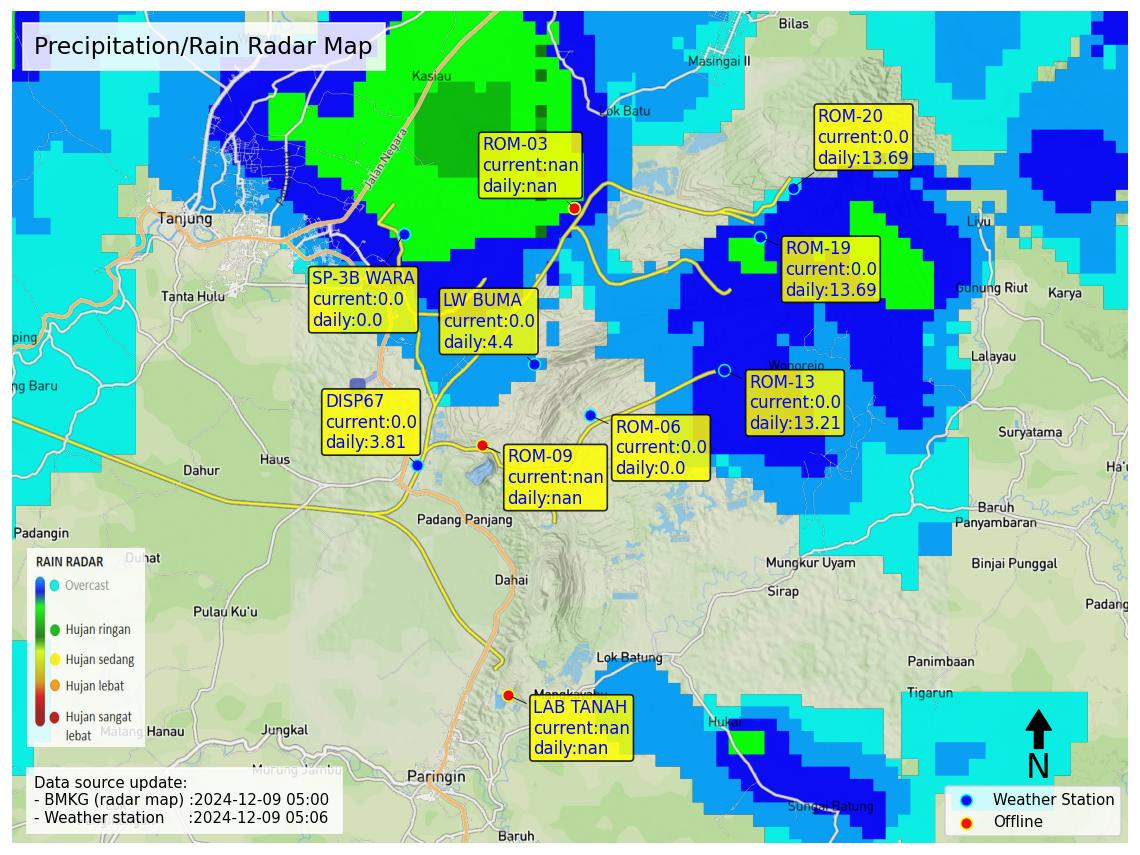 Precipitation/Rain Radar Map
Bilas
Masingai II
Kasiau
Lok Batu
Jalan Negara
ROM-20
current:0.0
daily:13.69
ROM-03
current:nan
daily:nan
Tanjung
Liyu
ROM-19
current:0.0
daily:13.69
SP-3B WARA
current:0.0
daily:0.0
LW BUMA
current:0.0
daily:4.4
Tanta Hulu
Gunung Riut
Karya
ping
Lalayau
Woporejo
ng Baru
ROM-13
current:0.0
daily:13.21
DISP67
current:0.0
daily:3.81
ROM-06
current:0.0
daily:0.0
Suryatama
ROM-09
current:nan
daily:nan
Haus
Dahur
Ha'u
Baruh
Panyambaran
Padang Panjang
Padangin
Duhat
Mungkur Uyam
Binjai Punggal
Dahai
Sirap
Padang
Pulau Ku'u
RAIN RADAR
Overcast
Hujan ringan
Hujan sedang
Hujan lebat
Hujan sangat
lebat
Lok Batung
Panimbaan
Tigarun
Mangkayahu
LAB TANAH
current:nan
daily:nan
Hukai
Matang Hanau
Jungkal
Murung Jambu
Paringin
Sungai Batung
Baruh
N
Data source update:
- BMKG (radar map) :2024-12-09 05:00
- Weather station :2024-12-09 05:06
Weather Station
Offline